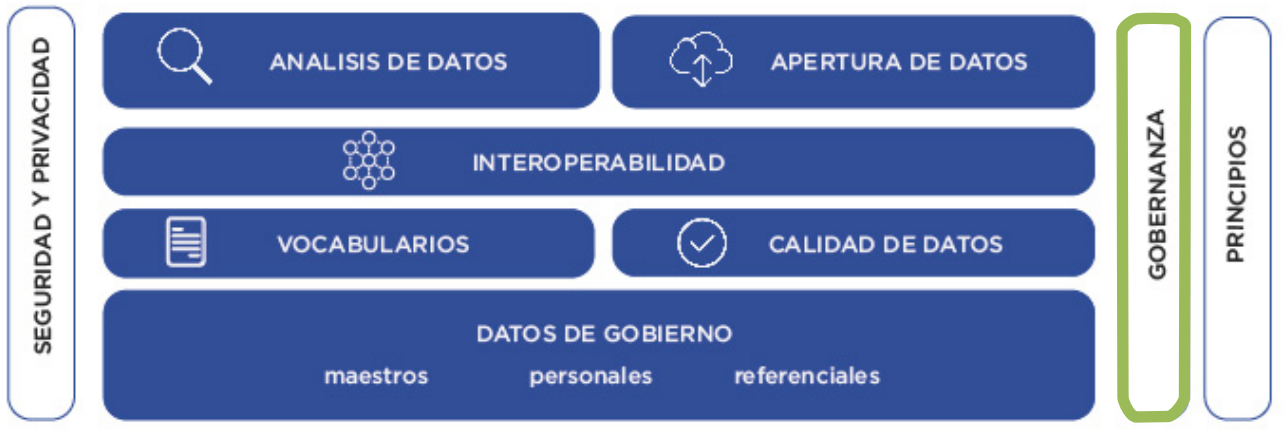 SEGURIDAD Y PRIVACIDAD
ANALISIS DE DATOS
APERTURA DE DATOS
INTEROPERABILIDAD
VOCABULARIOS
CALIDAD DE DATOS
DATOS DE GOBIERNO
maestros personales referenciales
GOBERNANZA
PRINCIPIOS